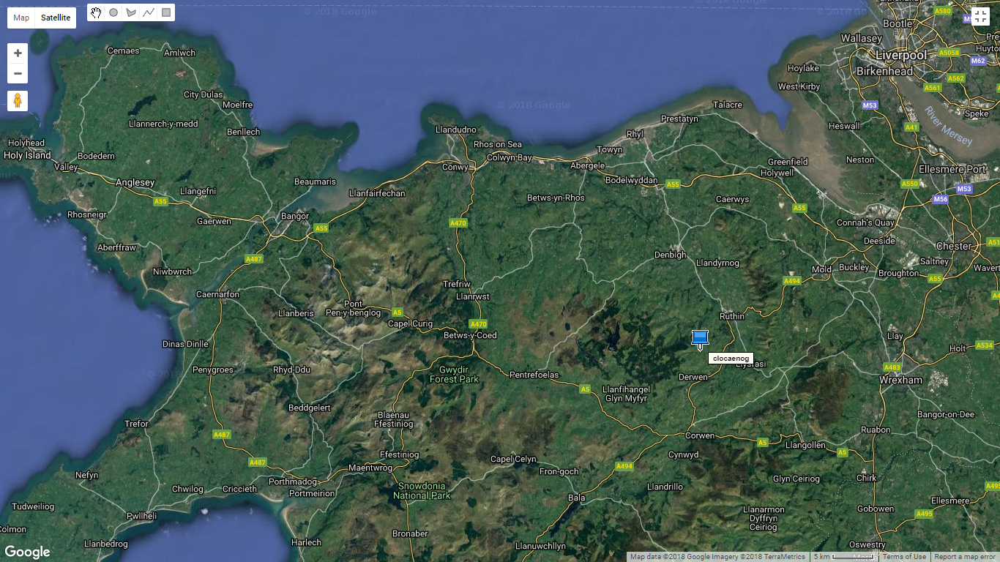 Map
Satellite
© 2018 Google
© 2018 Google
© 2018 Google
Bootle
A580
Wallasey
Liverpool
A5058
Huyto
M62
Birkenhead
Cemaes
Amlwch
Hoylake
A562
West Kirby
A561
City Dulas
Moelfre
M53
Talacre
Speke
Llannerch-y-medd
Prestatyn
Heswall
A41
River Mersey
Benllech
Llandudno
Rhyl
Holyhead
Rhos on Sea
Towyn
Holy Island
Bodedern
Colwyn Bay
Neston
Valley
Conwy
Abergele
Greenfield
Holywell
Ellesmere Port
Anglesey
Beaumaris
Bodelwyddan
A55
A550
M53
Llangefni
Llanfairfechan
Betws-yn-Rhos
Caerwys
M56
A55
A55
Rhosneigr
Gaerwen
Bangor
A470
Connah's Quay
A55
Aberffraw
Deeside
Chester
A51
A487
Denbigh
Llandyrnog
Saltney
Niwbwrch
Mold
Buckley
Broughton
Waver
A494
A55
Trefriw
Caernarfon
Llanrwst
Pont
Pen-y-benglog
Llanberis
A5
Capel Curig
A470
Ruthin
Betws-y-Coed
Llay
Dinas Dinlle
Holt
A534
clocaenog
Penygroes
Rhyd-Ddu
Gwydir
Forest Park
Pentrefoelas
Derwen
A483
Wrexham
A5
Llanfihangel
Glyn Myfyr
Beddgelert
Blaenau
Ffestiniog
Bangor-on-Dee
Trefor
A487
Corwen
Ruabon
A5
Llangollen
A5
Ffestiniog
Cynwyd
A487
Maentwrog
Capel Celyn
A494
Fron-goch
Nefyn
Chwilog
Criccieth
Porthmadog
Portmeirion
Snowdonia
National Park
Llandrillo
Glyn Ceiriog
Chirk
Bala
Tudweiliog
Pwllheli
Llanarmon
Dyffryn
Ceiriog
Gobowen
Ellesmere
A495
Colmon
Llanbedrog
Harlech
Bronaber
Llanuwchllyn
Oswestry
Google
Map data ©2018 Google Imagery ©2018 TerraMetrics
5 km
Terms of Use
Report a map error